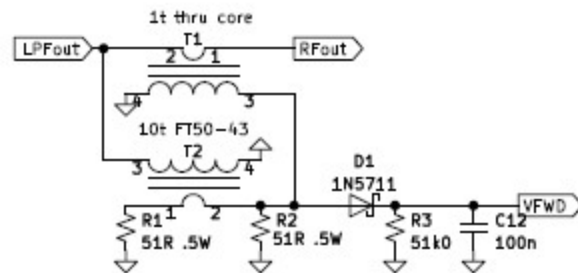 1t thru core
LPFout
T1
RFout
2 1
4 3
10t FT50-43
T2
3 4
D1
1N5711
VFWD
1 2
R1
51R .5W
R2
51R .5W
R3
51k0
C12
100n